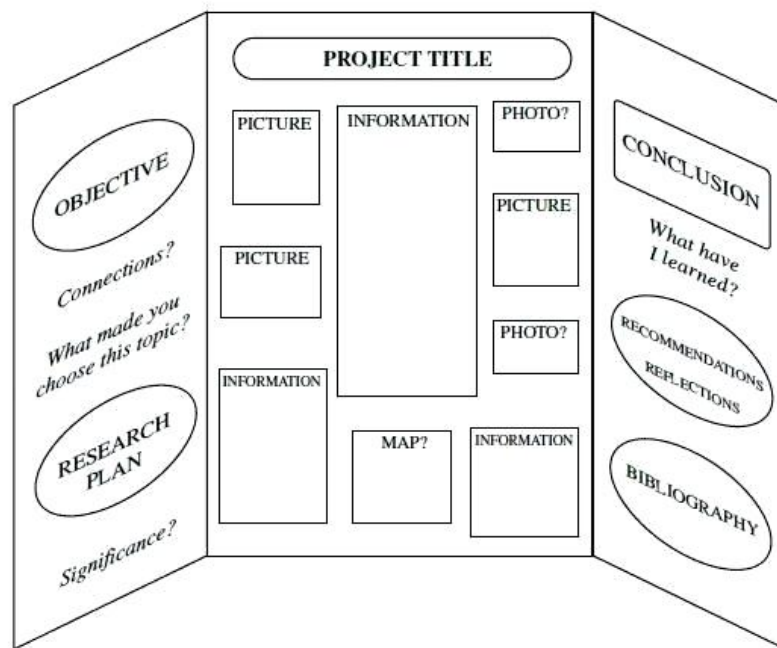 OBJECTIVE
Connections?
What made you
choose this topic?
RESEARCH
PLAN
Significance?
PROJECT TITLE
PICTURE
INFORMATION
PHOTO?
PICTURE
PICTURE
PHOTO?
INFORMATION
MAP?
INFORMATION
CONCLUSION
What have
I learned?
RECOMMENDATIONS
REFLECTIONS
BIBLIOGRAPHY